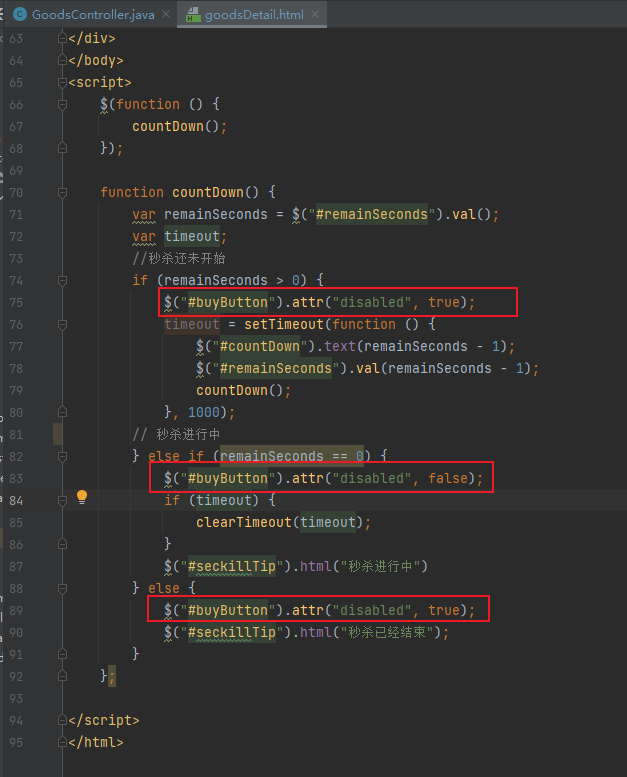 GoodsController.java × goodsDetail.html ×
63 </div>
64 </body>
65 <script>
66 $(function () {
67 countDown();
68 });
69
70 function countDown() {
71 var remainSeconds = $("#remainSeconds").val();
72 var timeout;
73 //秒杀还未开始
74 if (remainSeconds > 0) {
75 $("#buyButton").attr("disabled", true);
76 timeout = setTimeout(function () {
77 $("#countDown").text(remainSeconds - 1);
78 $("#remainSeconds").val(remainSeconds - 1);
79 countDown();
80 }, 1000);
81 // 秒杀进行中
82 } else if (remainSeconds == 0) {
83 $("#buyButton").attr("disabled", false);
84 if (timeout) {
85 clearTimeout(timeout);
86 }
87 $("#seckillTip").html("秒杀进行中")
88 } else {
89 $("#buyButton").attr("disabled", true);
90 $("#seckillTip").html("秒杀已经结束");
91 }
92 };
93
94 </script>
95 </html>